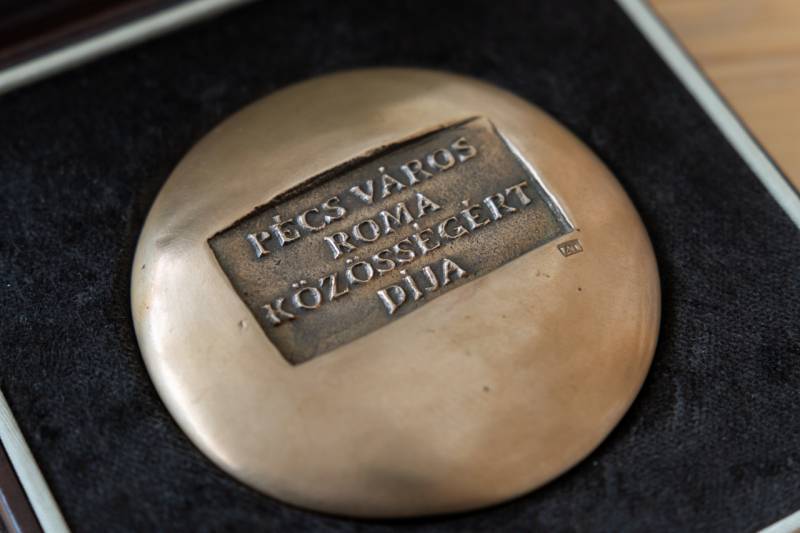 PÉCS VÁROS
ROMA
KÖZÖSSÉGÉRT
DÍJA